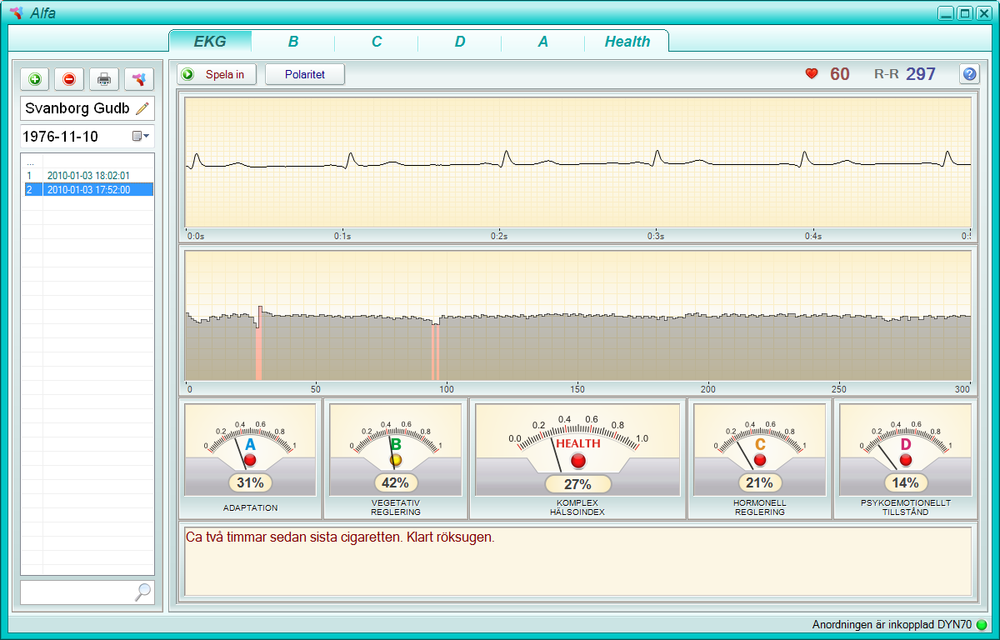 Alfa
EKG B C D A Health
Spela in Polaritet 60 R-R 297
Svanborg Gudb
1976-11-10
...
1 2010-01-03 18:02:01
2 2010-01-03 17:52:00
0:0s 0:1s 0:2s 0:3s 0:4s 0:5
0 50 100 150 200 250 300
0 0.2 0.4 0.6 0.8 1
A
31%
ADAPTATION
0 0.2 0.4 0.6 0.8 1
B
42%
VEGETATIV
REGLERING
0.0 0.2 0.4 0.6 0.8 1.0
HEALTH
27%
KOMPLEX
HÄLSOINDEX
0 0.2 0.4 0.6 0.8 1
C
21%
HORMONELL
REGLERING
0 0.2 0.4 0.6 0.8 1
D
14%
PSYKOEMOTIONELLT
TILLSTÅND
Ca två timmar sedan sista cigaretten. Klart röksugen.
Anordningen är inkopplad DYN70